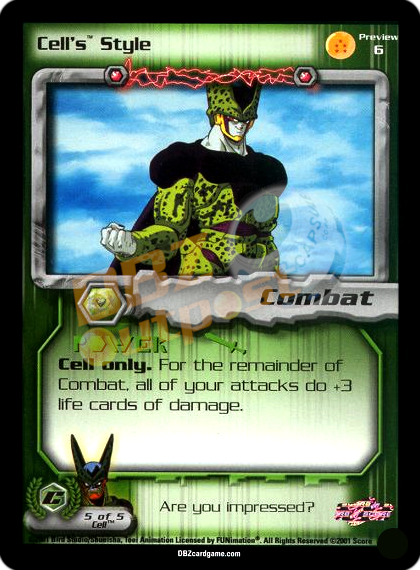 Cell's™ Style
Preview
6
Combat
Cell only. For the remainder of
Combat, all of your attacks do +3
life cards of damage.
5 of 5
Cell™
Are you impressed?
Bird Studio/Shueisha, Toei Animation Licensed by FUNimation®. All Rights Reserved. ©2001 Score
DBZcardgame.com